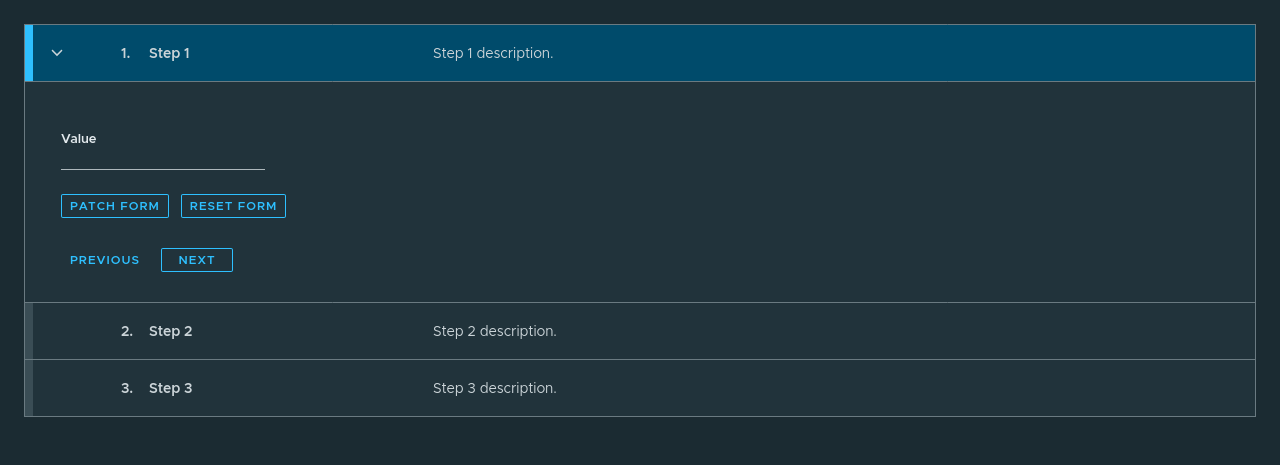 1. Step 1 Step 1 description.
Value
PATCH FORM RESET FORM
PREVIOUS NEXT
2. Step 2 Step 2 description.
3. Step 3 Step 3 description.